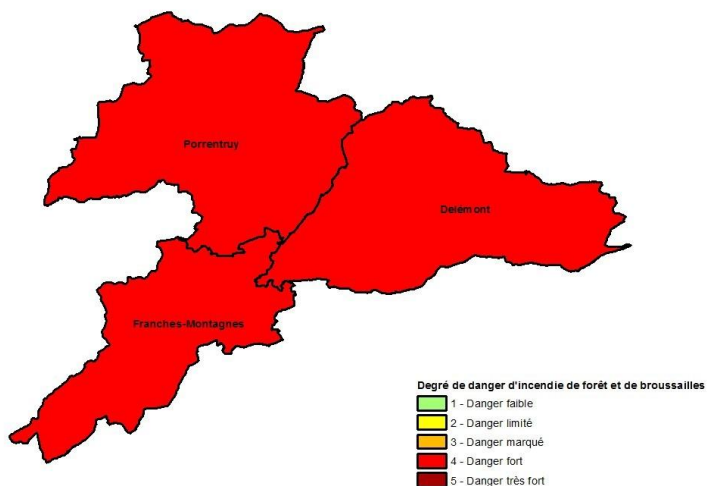 Porrentruy
Delémont
Franches-Montagnes
Degré de danger d'incendie de forêt et de broussailles
1 - Danger faible
2 - Danger limité
3 - Danger marqué
4 - Danger fort
5 - Danger très fort